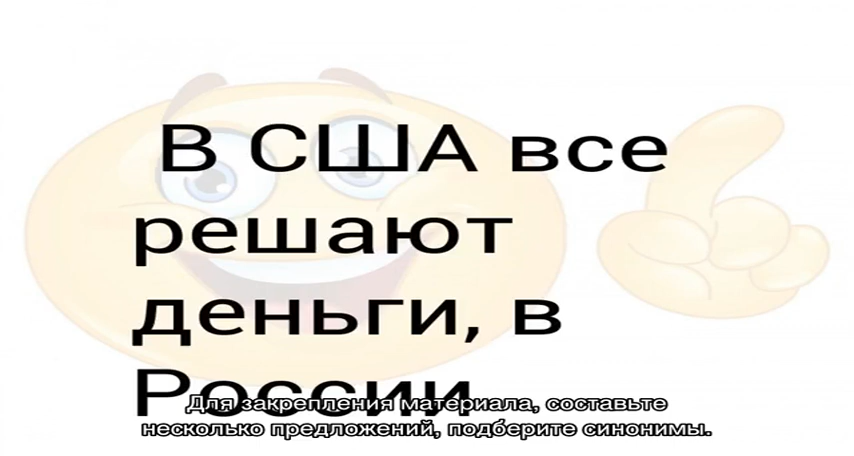 В США все
решают
деньги, в
России
Для закрепления материала, составьте
несколько предложений, подберите синонимы.